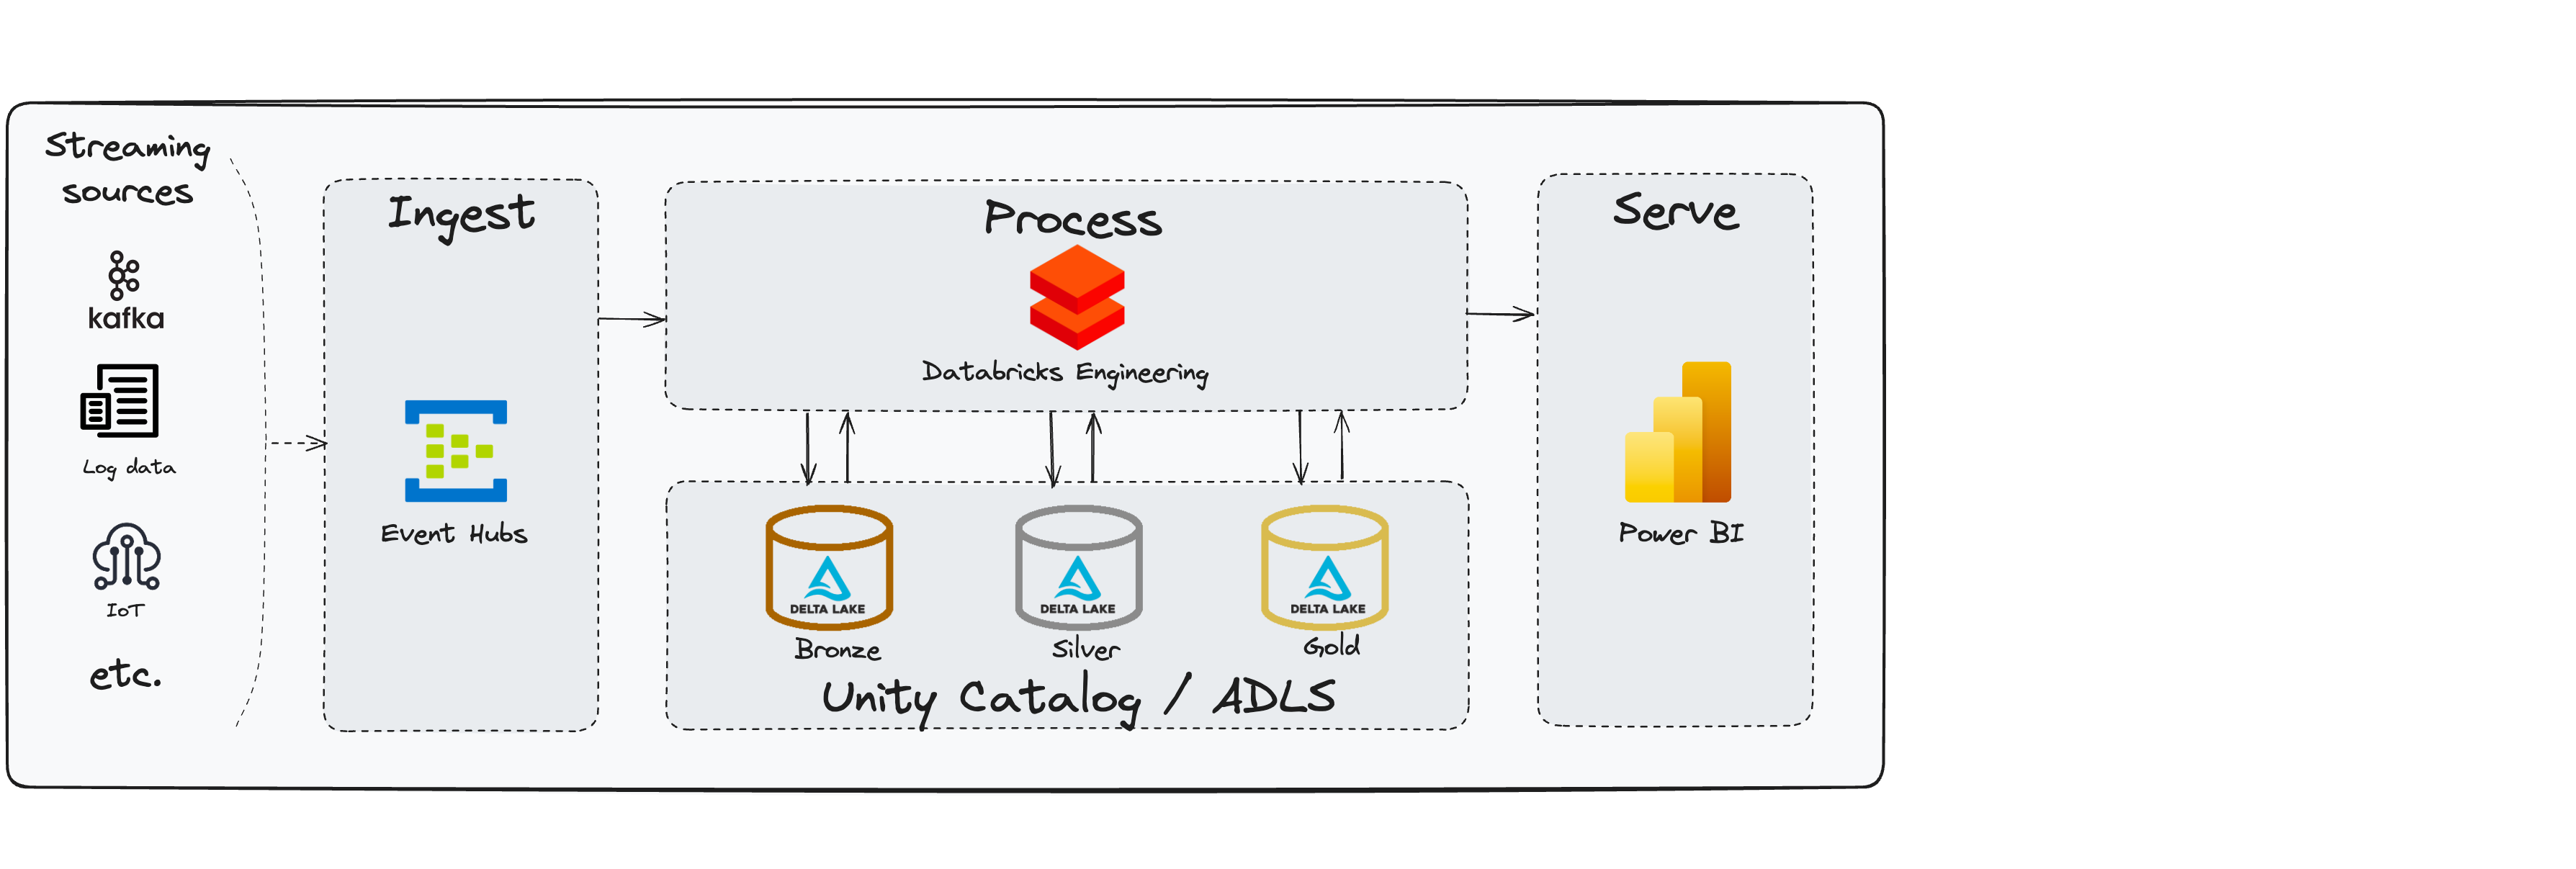 Streaming
sources
kafka
Log data
IoT
etc.
Ingest
Event Hubs
Process
Databricks Engineering
DELTA LAKE
Bronze
DELTA LAKE
Silver
DELTA LAKE
Gold
Unity Catalog / ADLS
Serve
Power BI